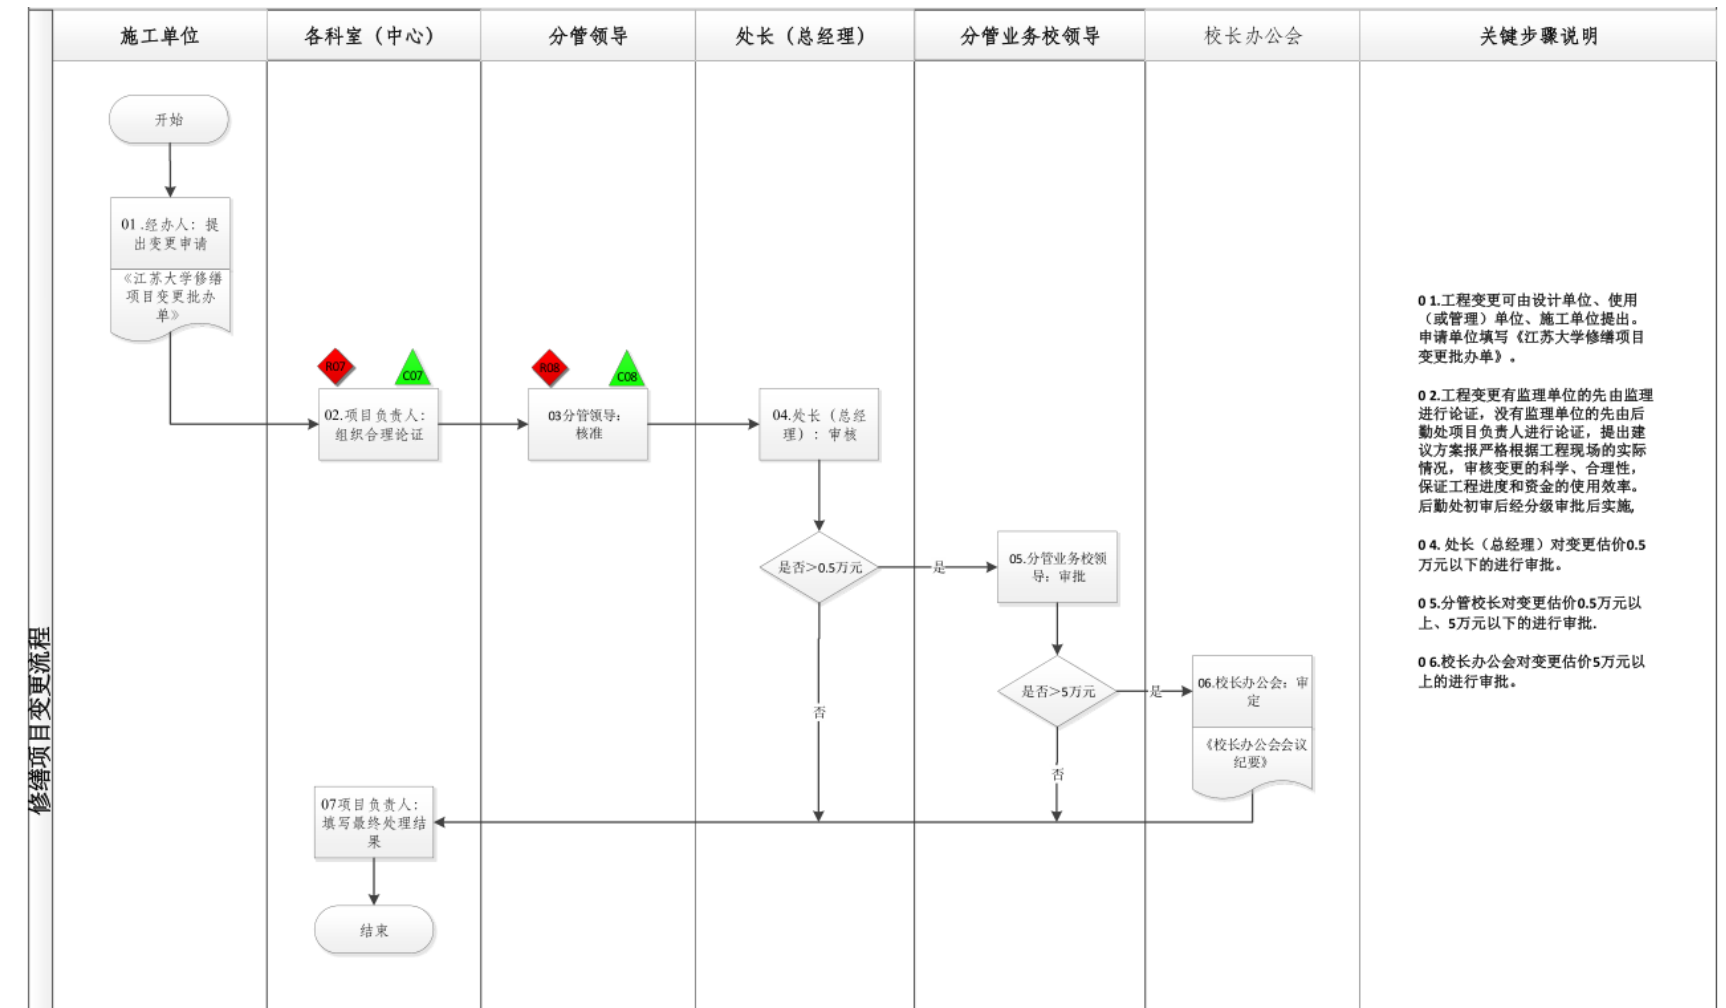 施工单位
各科室（中心）
分管领导
处长（总经理）
分管业务校领导
校长办公会
关键步骤说明
修缮项目变更流程
开始
01.经办人：提
出变更申请
《江苏大学修缮
项目变更批办
单》
R07
C07
02.项目负责人：
组织合理论证
R08
C08
03分管领导：
核准
04.处长（总经
理）：审核
是否＞0.5万元
是
否
05.分管业务校领
导：审批
是否＞5万元
是
否
06.校长办公会：审
定
《校长办公会会议
纪要》
07项目负责人：
填写最终处理结
果
结束
0 1.工程变更可由设计单位、使用
（或管理）单位、施工单位提出。
申请单位填写《江苏大学修缮项目
变更批办单》。
0 2.工程变更有监理单位的先由监理
进行论证，没有监理单位的先由后
勤处项目负责人进行论证，提出建
议方案报严格根据工程现场的实际
情况，审核变更的科学、合理性，
保证工程进度和资金的使用效率。
后勤处初审后经分级审批后实施,
0 4. 处长（总经理）对变更估价0.5
万元以下的进行审批。
0 5.分管校长对变更估价0.5万元以
上、5万元以下的进行审批.
0 6.校长办公会对变更估价5万元以
上的进行审批。